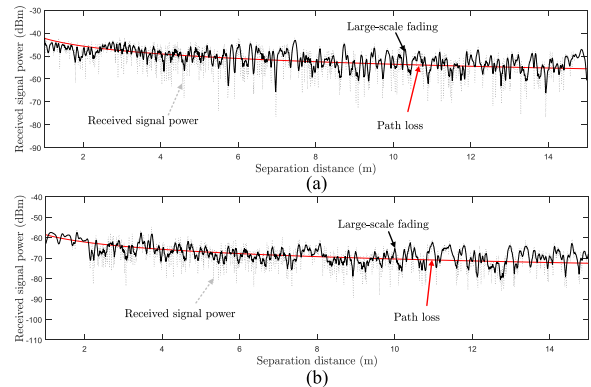 Received signal power (dBm)
-30
-40
-50
-60
-70
-80
-90
Large-scale fading
Received signal power
Path loss
2
4
6
8
10
12
14
Separation distance (m)
(a)
Received signal power (dBm)
-40
-50
-60
-70
-80
-90
-100
-110
Large-scale fading
Received signal power
Path loss
2
4
6
8
10
12
14
Separation distance (m)
(b)